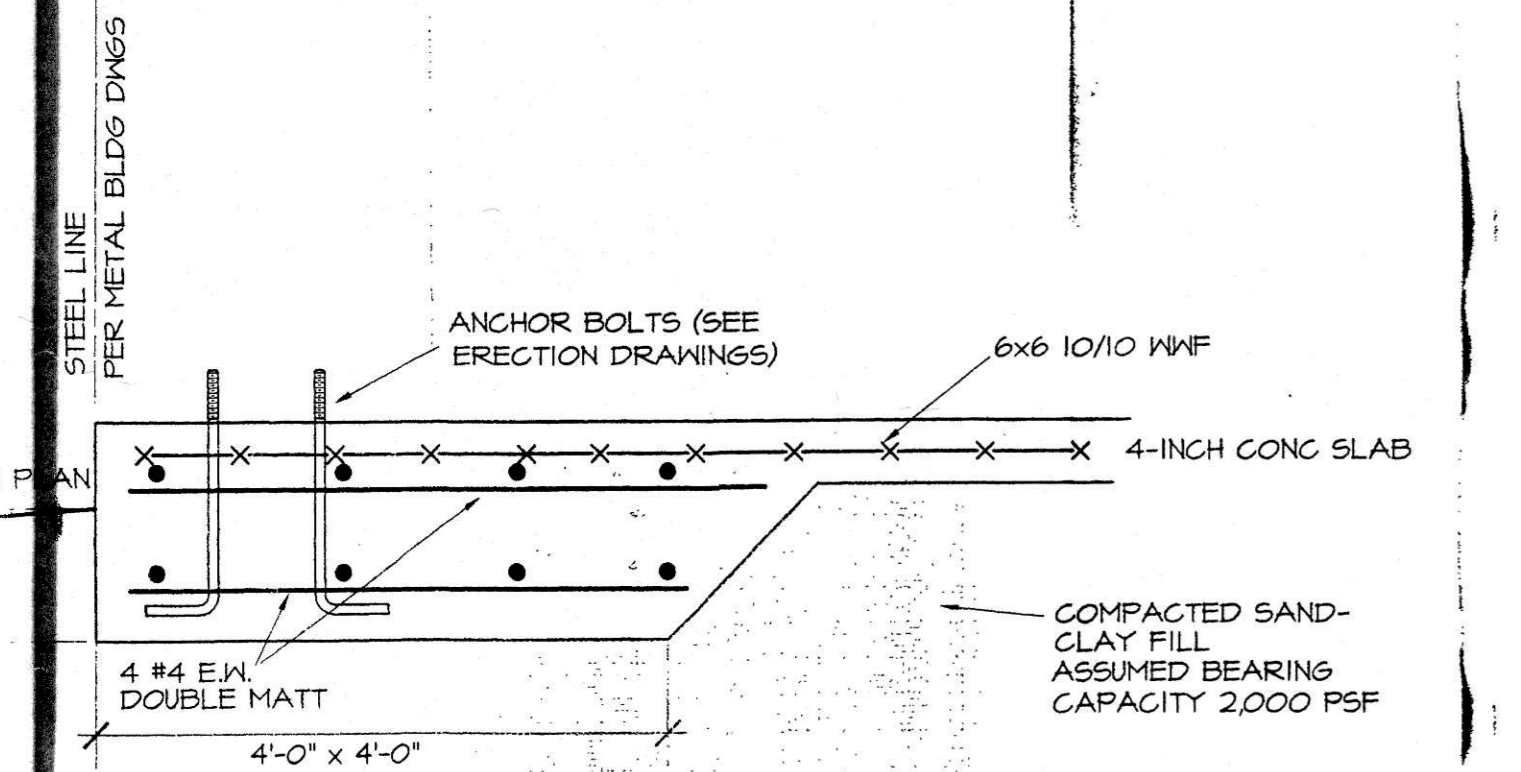 STEEL LINE
PER METAL BLDG DWGS
ANCHOR BOLTS (SEE
ERECTION DRAWINGS)
6x6 10/10 WWF
4-INCH CONC SLAB
4 #4 E.W.
DOUBLE MATT
COMPACTED SAND-
CLAY FILL
ASSUMED BEARING
CAPACITY 2,000 PSF
4'-0" x 4'-0"